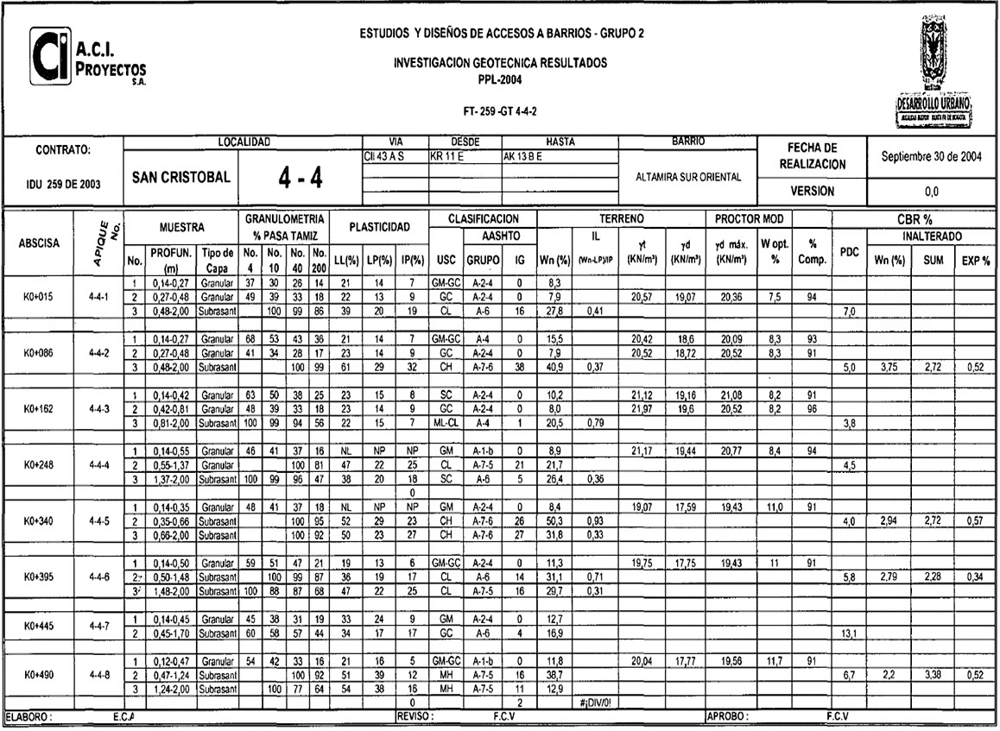 Ci A.C.I. PROYECTOS S.A.
ESTUDIOS Y DISEÑOS DE ACCESOS A BARRIOS - GRUPO 2
INVESTIGACION GEOTECNICA RESULTADOS
PPL-2004
FT- 259 -GT 4-4-2
DESARROLLO URBANO
CONTRATO: LOCALIDAD VIA DESDE HASTA BARRIO FECHA DE REALIZACION Septiembre 30 de 2004
IDU 259 DE 2003 SAN CRISTOBAL 4 - 4 Cll 43 A S KR 11 E AK 13 B E ALTAMIRA SUR ORIENTAL VERSION 0,0
ABSCISA APIQUE No. MUESTRA GRANULOMETRIA PLASTICIDAD CLASIFICACION TERRENO PROCTOR MOD CBR %
% PASA TAMIZ AASHTO IL INALTERADO
No. PROFUN. (m) Tipo de Capa No. 4 No. 10 No. 40 No. 200 LL(%) LP(%) IP(%) USC GRUPO IG Wn (%) (Wn-LP)/IP γt (KN/m³) γd (KN/m³) γd máx. (KN/m³) W opt. % % Comp. PDC Wn (%) SUM EXP %
K0+015 4-4-1
1 0,14-0,27 Granular 37 30 26 14 21 14 7 GM-GC A-2-4 0 8,3
2 0,27-0,48 Granular 49 39 33 18 22 13 9 GC A-2-4 0 7,9 20,57 19,07 20,36 7,5 94
3 0,48-2,00 Subrasant 100 99 86 39 20 19 CL A-6 16 27,8 0,41 7,0
K0+086 4-4-2
1 0,14-0,27 Granular 68 53 43 36 21 14 7 GM-GC A-4 0 15,5 20,42 18,6 20,09 8,3 93
2 0,27-0,48 Granular 41 34 28 17 23 14 9 GC A-2-4 0 7,9 20,52 18,72 20,52 8,3 91
3 0,48-2,00 Subrasant 100 99 61 29 32 CH A-7-6 38 40,9 0,37 5,0 3,75 2,72 0,52
K0+162 4-4-3
1 0,14-0,42 Granular 63 50 38 25 23 15 8 SC A-2-4 0 10,2 21,12 19,16 21,08 8,2 91
2 0,42-0,81 Granular 48 39 33 18 23 14 9 GC A-2-4 0 8,0 21,97 19,6 20,52 8,2 96
3 0,81-2,00 Subrasant 100 99 94 56 22 15 7 ML-CL A-4 1 20,5 0,79 3,8
K0+248 4-4-4
1 0,14-0,55 Granular 46 41 37 16 NL NP NP GM A-1-b 0 8,9 21,17 19,44 20,77 8,4 94
2 0,55-1,37 Granular 100 81 47 22 25 CL A-7-5 21 21,7 4,5
3 1,37-2,00 Subrasant 100 99 96 47 38 20 18 SC A-6 5 26,4 0,36
0
K0+340 4-4-5
1 0,14-0,35 Granular 48 41 37 18 NL NP NP GM A-2-4 0 8,4 19,07 17,59 19,43 11,0 91
2 0,35-0,66 Subrasant 100 95 52 29 23 CH A-7-6 26 50,3 0,93 4,0 2,94 2,72 0,57
3 0,66-2,00 Subrasant 100 92 50 23 27 CH A-7-6 27 31,8 0,33
K0+395 4-4-6
1 0,14-0,50 Granular 59 51 47 21 19 13 6 GM-GC A-2-4 0 11,3 19,75 17,75 19,43 11 91
2 0,50-1,48 Subrasant 100 99 87 36 19 17 CL A-6 14 31,1 0,71 5,8 2,79 2,28 0,34
3 1,48-2,00 Subrasant 100 88 87 68 47 22 25 CL A-7-5 16 29,7 0,31
K0+445 4-4-7
1 0,14-0,45 Granular 45 38 31 19 33 24 9 GM A-2-4 0 12,7
2 0,45-1,70 Subrasant 60 58 57 44 34 17 17 GC A-6 4 16,9 13,1
K0+490 4-4-8
1 0,12-0,47 Granular 54 42 33 16 21 16 5 GM-GC A-1-b 0 11,8 20,04 17,77 19,56 11,7 91
2 0,47-1,24 Subrasant 100 92 51 39 12 MH A-7-5 16 38,7 6,7 2,2 3,38 0,52
3 1,24-2,00 Subrasant 100 77 64 54 38 16 MH A-7-5 11 12,9
0 2 #¡DIV/0!
ELABORO : E.C.A REVISO : F.C.V APROBO : F.C.V